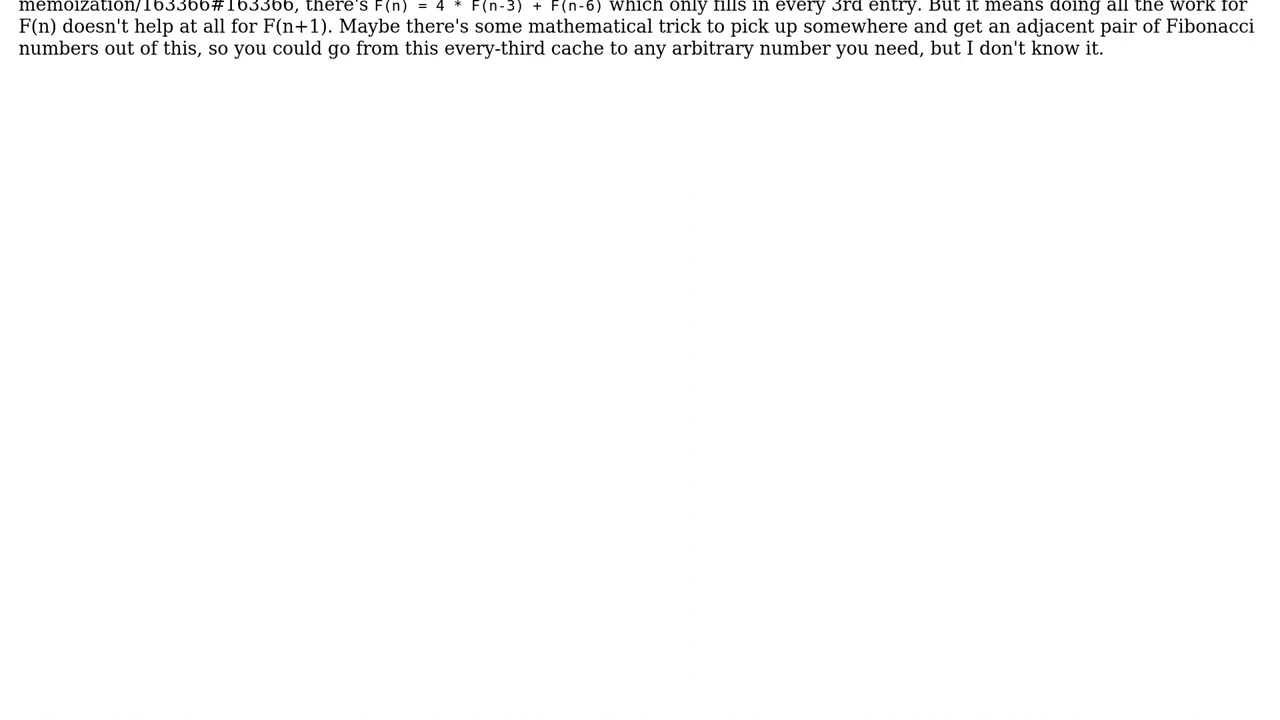 memoization/163366#163366, there's F(n) = 4 * F(n-3) + F(n-6) which only fills in every 3rd entry. But it means doing all the work for
F(n) doesn't help at all for F(n+1). Maybe there's some mathematical trick to pick up somewhere and get an adjacent pair of Fibonacci
numbers out of this, so you could go from this every-third cache to any arbitrary number you need, but I don't know it.